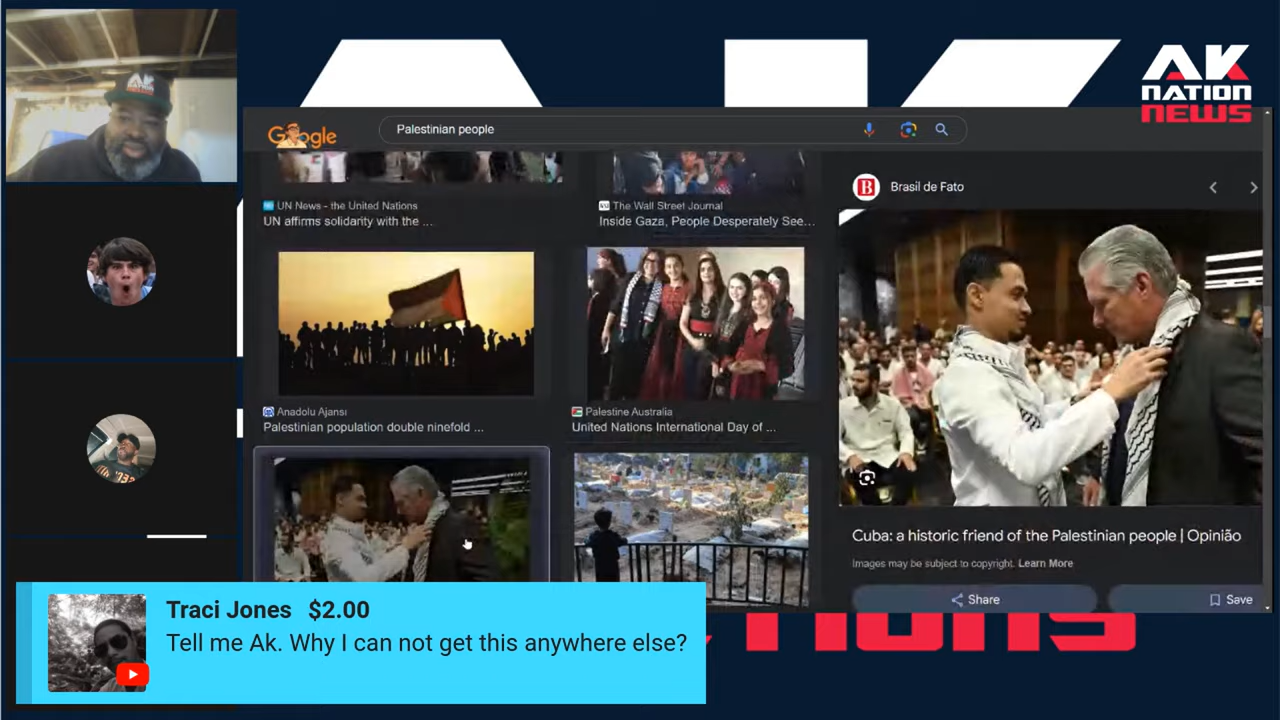 AK
NATION
NEWS
Google
Palestinian people
UN News - the United Nations
UN affirms solidarity with the ...
The Wall Street Journal
Inside Gaza, People Desperately See...
B
Brasil de Fato
Anadolu Ajansı
Palestinian population double ninefold ...
Palestine Australia
United Nations International Day of ...
Cuba: a historic friend of the Palestinian people | Opinião
Images may be subject to copyright. Learn More
Share
Save
Traci Jones $2.00
Tell me Ak. Why I can not get this anywhere else?